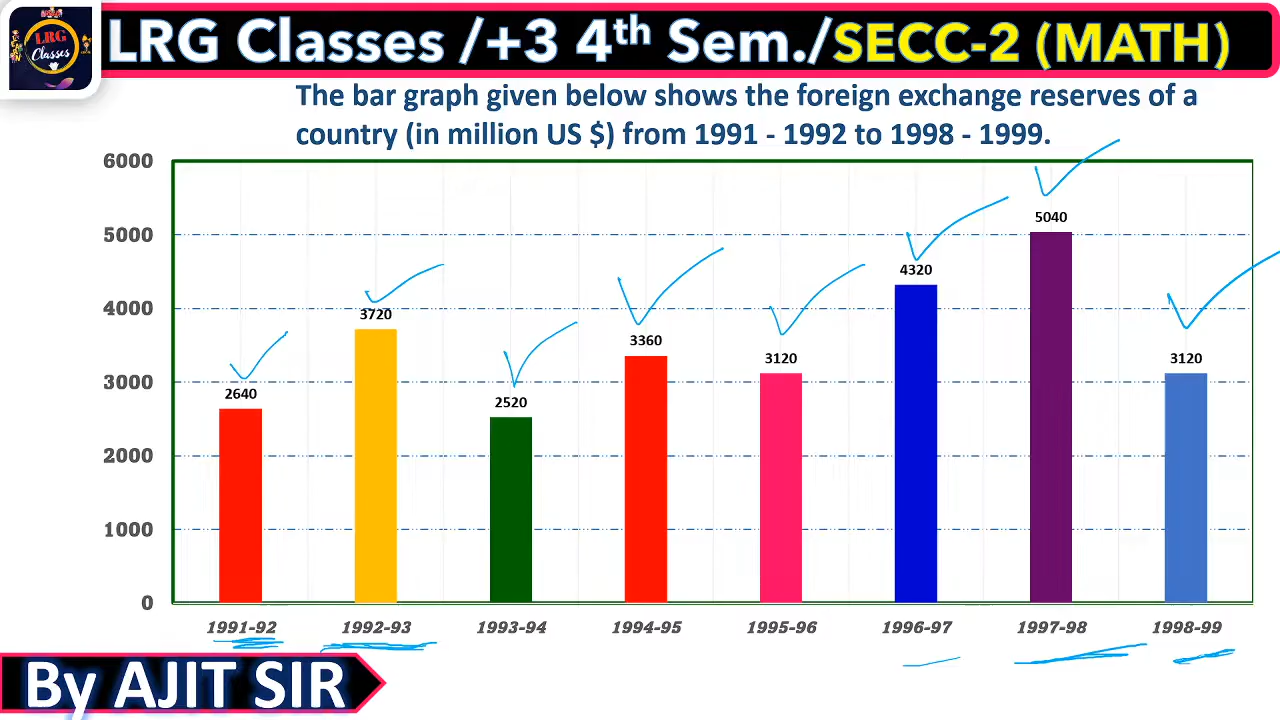 LRG
Classes
LRG Classes /+3 4th Sem./SECC-2 (MATH)
The bar graph given below shows the foreign exchange reserves of a
country (in million US $) from 1991 - 1992 to 1998 - 1999.
6000
5000
4000
3000
2000
1000
0
2640
3720
2520
3360
3120
4320
5040
3120
1991-92 1992-93 1993-94 1994-95 1995-96 1996-97 1997-98 1998-99
By AJIT SIR